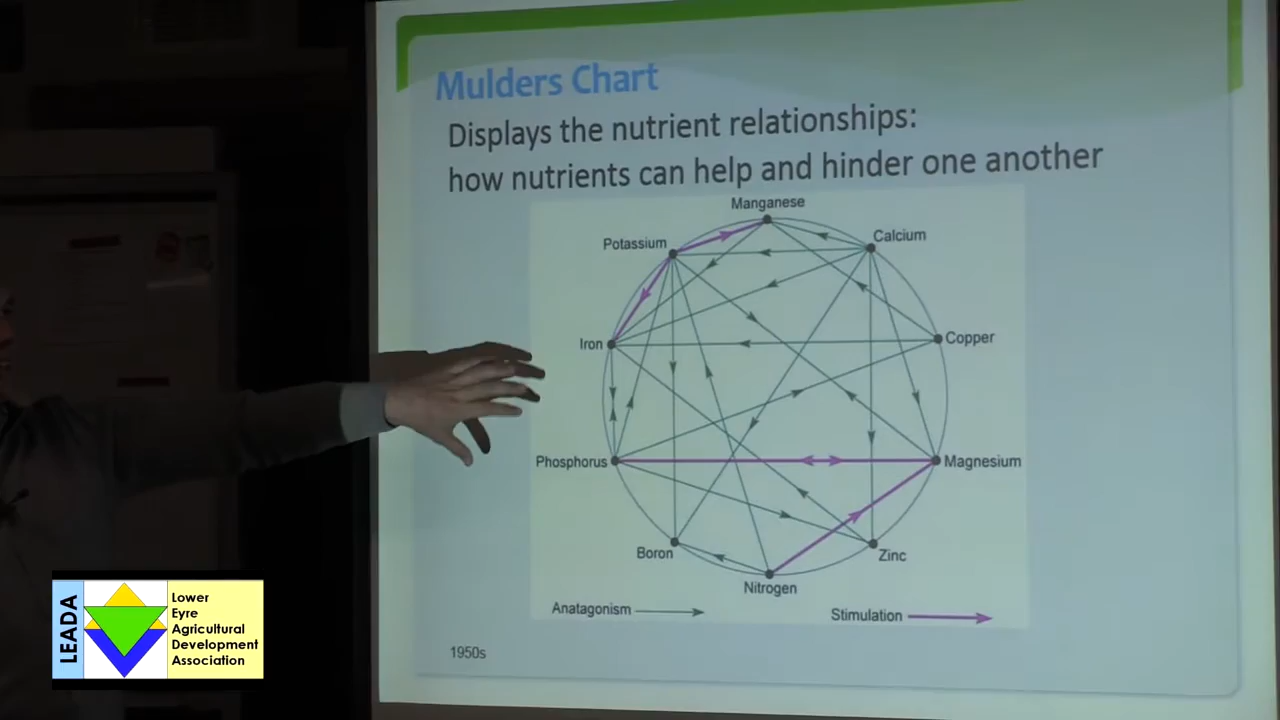 Mulders Chart
Displays the nutrient relationships:
how nutrients can help and hinder one another
Manganese
Potassium
Calcium
Iron
Copper
Phosphorus
Magnesium
Boron
Zinc
Nitrogen
Anatagonism
Stimulation
1950s
LEADA
Lower
Eyre
Agricultural
Development
Association